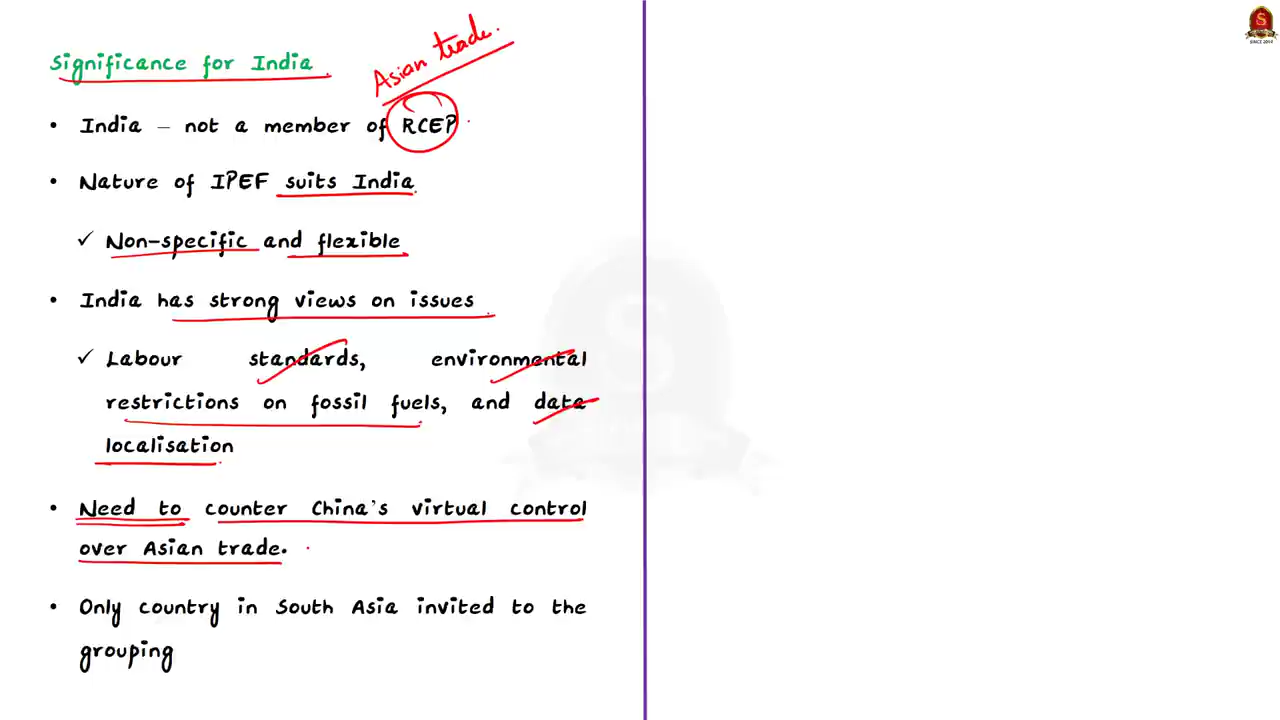 Asian trade.
Significance for India
• India – not a member of RCEP
• Nature of IPEF suits India
✓ Non-specific and flexible
• India has strong views on issues
✓ Labour standards, environmental
restrictions on fossil fuels, and data
localisation
• Need to counter China's virtual control
over Asian trade.
• Only country in South Asia invited to the
grouping
S
SINCE 2014